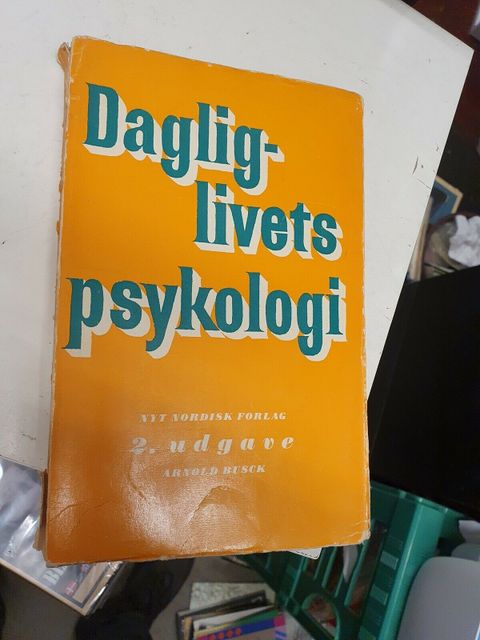 Daglig-
livets
psykologi
NYT NORDISK FORLAG
2. udgave
ARNOLD BUSCK